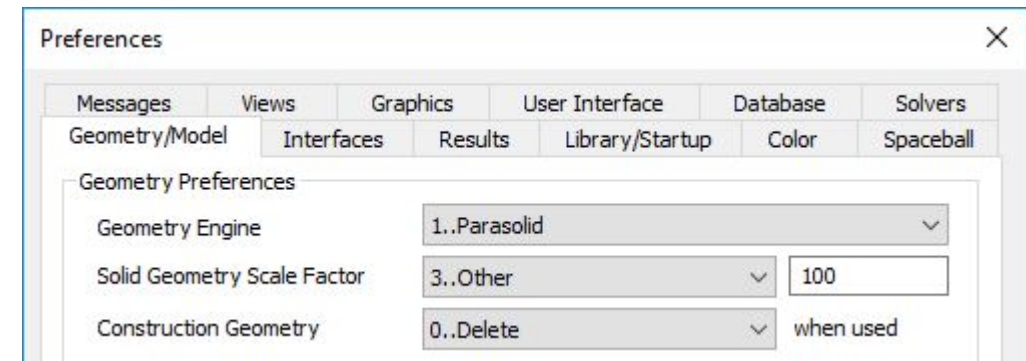 Preferences
Messages Views Graphics User Interface Database Solvers
Geometry/Model Interfaces Results Library/Startup Color Spaceball
Geometry Preferences
Geometry Engine 1..Parasolid
Solid Geometry Scale Factor 3..Other 100
Construction Geometry 0..Delete when used